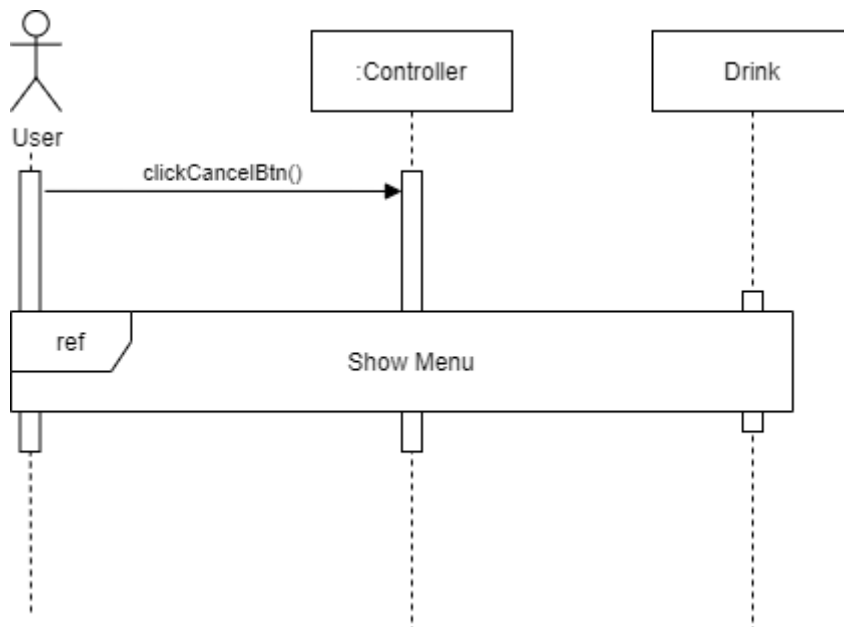 :Controller
Drink
User
clickCancelBtn()
ref
Show Menu